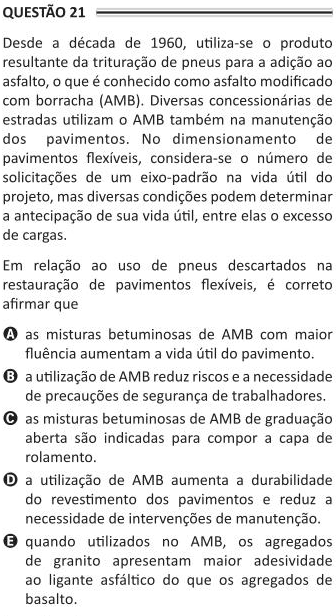 QUESTÃO 21
Desde a década de 1960, utiliza-se o produto
resultante da trituração de pneus para a adição ao
asfalto, o que é conhecido como asfalto modificado
com borracha (AMB). Diversas concessionárias de
estradas utilizam o AMB também na manutenção
dos pavimentos. No dimensionamento de
pavimentos flexíveis, considera-se o número de
solicitações de um eixo-padrão na vida útil do
projeto, mas diversas condições podem determinar
a antecipação de sua vida útil, entre elas o excesso
de cargas.
Em relação ao uso de pneus descartados na
restauração de pavimentos flexíveis, é correto
afirmar que
A as misturas betuminosas de AMB com maior
fluência aumentam a vida útil do pavimento.
B a utilização de AMB reduz riscos e a necessidade
de precauções de segurança de trabalhadores.
C as misturas betuminosas de AMB de graduação
aberta são indicadas para compor a capa de
rolamento.
D a utilização de AMB aumenta a durabilidade
do revestimento dos pavimentos e reduz a
necessidade de intervenções de manutenção.
E quando utilizados no AMB, os agregados
de granito apresentam maior adesividade
ao ligante asfáltico do que os agregados de
basalto.